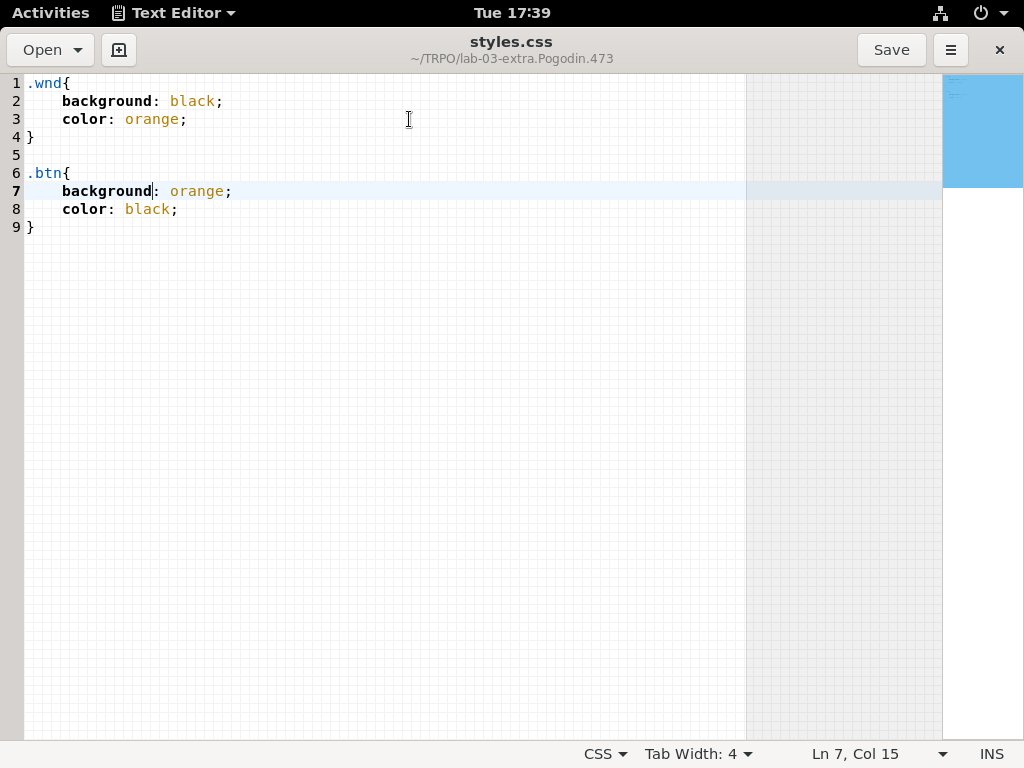 Activities Text Editor Tue 17:39
Open styles.css Save
~/TRPO/lab-03-extra.Pogodin.473
1 .wnd{
2     background: black;
3     color: orange;
4 }
5
6 .btn{
7     background: orange;
8     color: black;
9 }
CSS Tab Width: 4 Ln 7, Col 15 INS